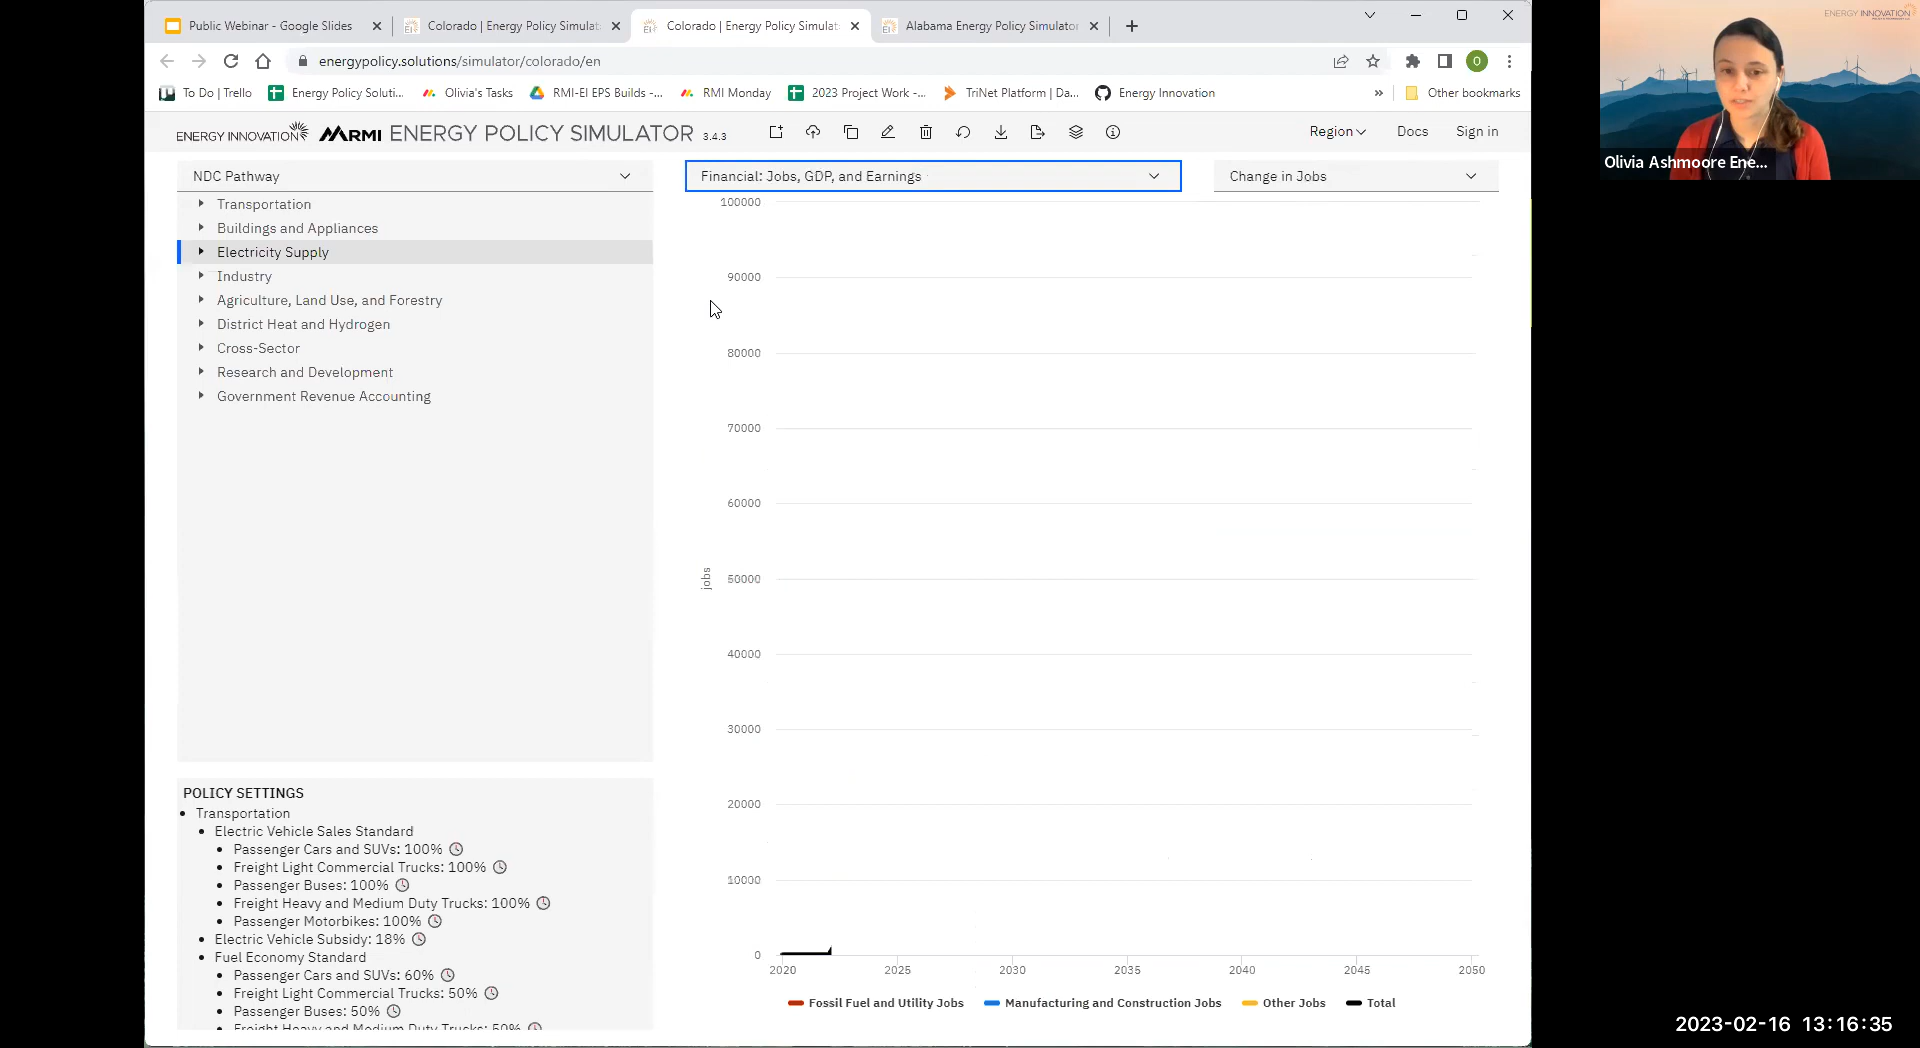 Public Webinar - Google Slides
Colorado | Energy Policy Simulat
Colorado | Energy Policy Simulat
Alabama Energy Policy Simulator
energypolicy.solutions/simulator/colorado/en
O
To Do | Trello
Energy Policy Soluti...
Olivia's Tasks
RMI-EI EPS Builds -...
RMI Monday
2023 Project Work -...
TriNet Platform | Da...
Energy Innovation
»
Other bookmarks
ENERGY INNOVATION
RMI
ENERGY POLICY SIMULATOR 3.4.3
Region
Docs
Sign in
NDC Pathway
Transportation
Buildings and Appliances
Electricity Supply
Industry
Agriculture, Land Use, and Forestry
District Heat and Hydrogen
Cross-Sector
Research and Development
Government Revenue Accounting
POLICY SETTINGS
Transportation
Electric Vehicle Sales Standard
Passenger Cars and SUVs: 100%
Freight Light Commercial Trucks: 100%
Passenger Buses: 100%
Freight Heavy and Medium Duty Trucks: 100%
Passenger Motorbikes: 100%
Electric Vehicle Subsidy: 18%
Fuel Economy Standard
Passenger Cars and SUVs: 60%
Freight Light Commercial Trucks: 50%
Passenger Buses: 50%
Freight Heavy and Medium Duty Trucks: 50%
Financial: Jobs, GDP, and Earnings
Change in Jobs
100000
90000
80000
70000
60000
jobs
50000
40000
30000
20000
10000
0
2020 2025 2030 2035 2040 2045 2050
Fossil Fuel and Utility Jobs
Manufacturing and Construction Jobs
Other Jobs
Total
ENERGY INNOVATION
Olivia Ashmoore Ene...
2023-02-16 13:16:35